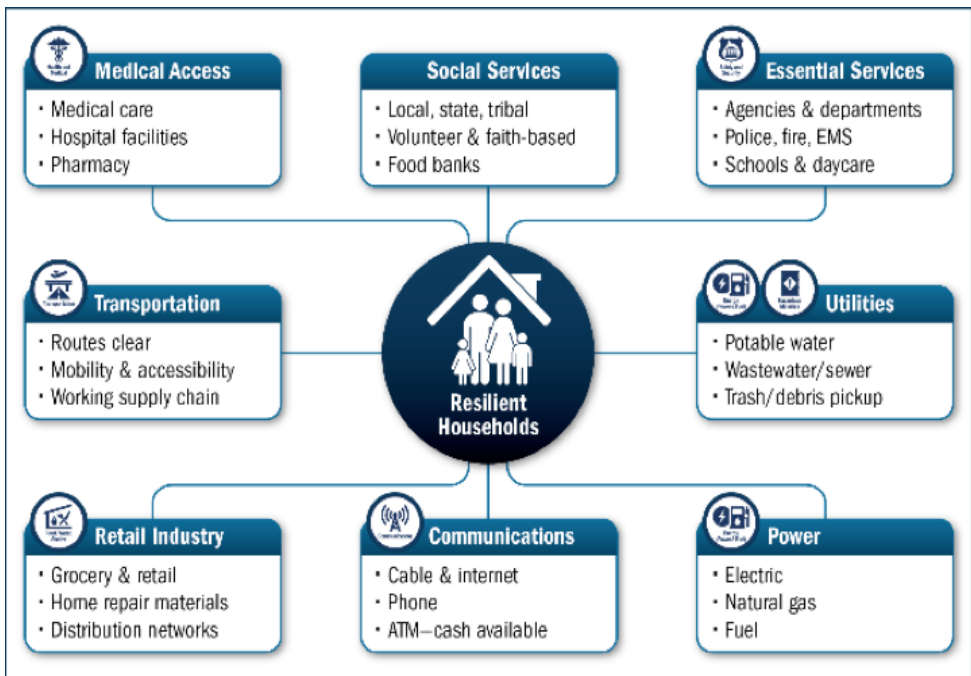 Medical Access
· Medical care
· Hospital facilities
· Pharmacy
Social Services
· Local, state, tribal
· Volunteer & faith-based
· Food banks
Essential Services
· Agencies & departments
· Police, fire, EMS
· Schools & daycare
Transportation
· Routes clear
· Mobility & accessibility
· Working supply chain
Resilient
Households
Utilities
· Potable water
· Wastewater/sewer
· Trash/debris pickup
Retail Industry
· Grocery & retail
· Home repair materials
· Distribution networks
Communications
· Cable & internet
· Phone
· ATM—cash available
Power
· Electric
· Natural gas
· Fuel